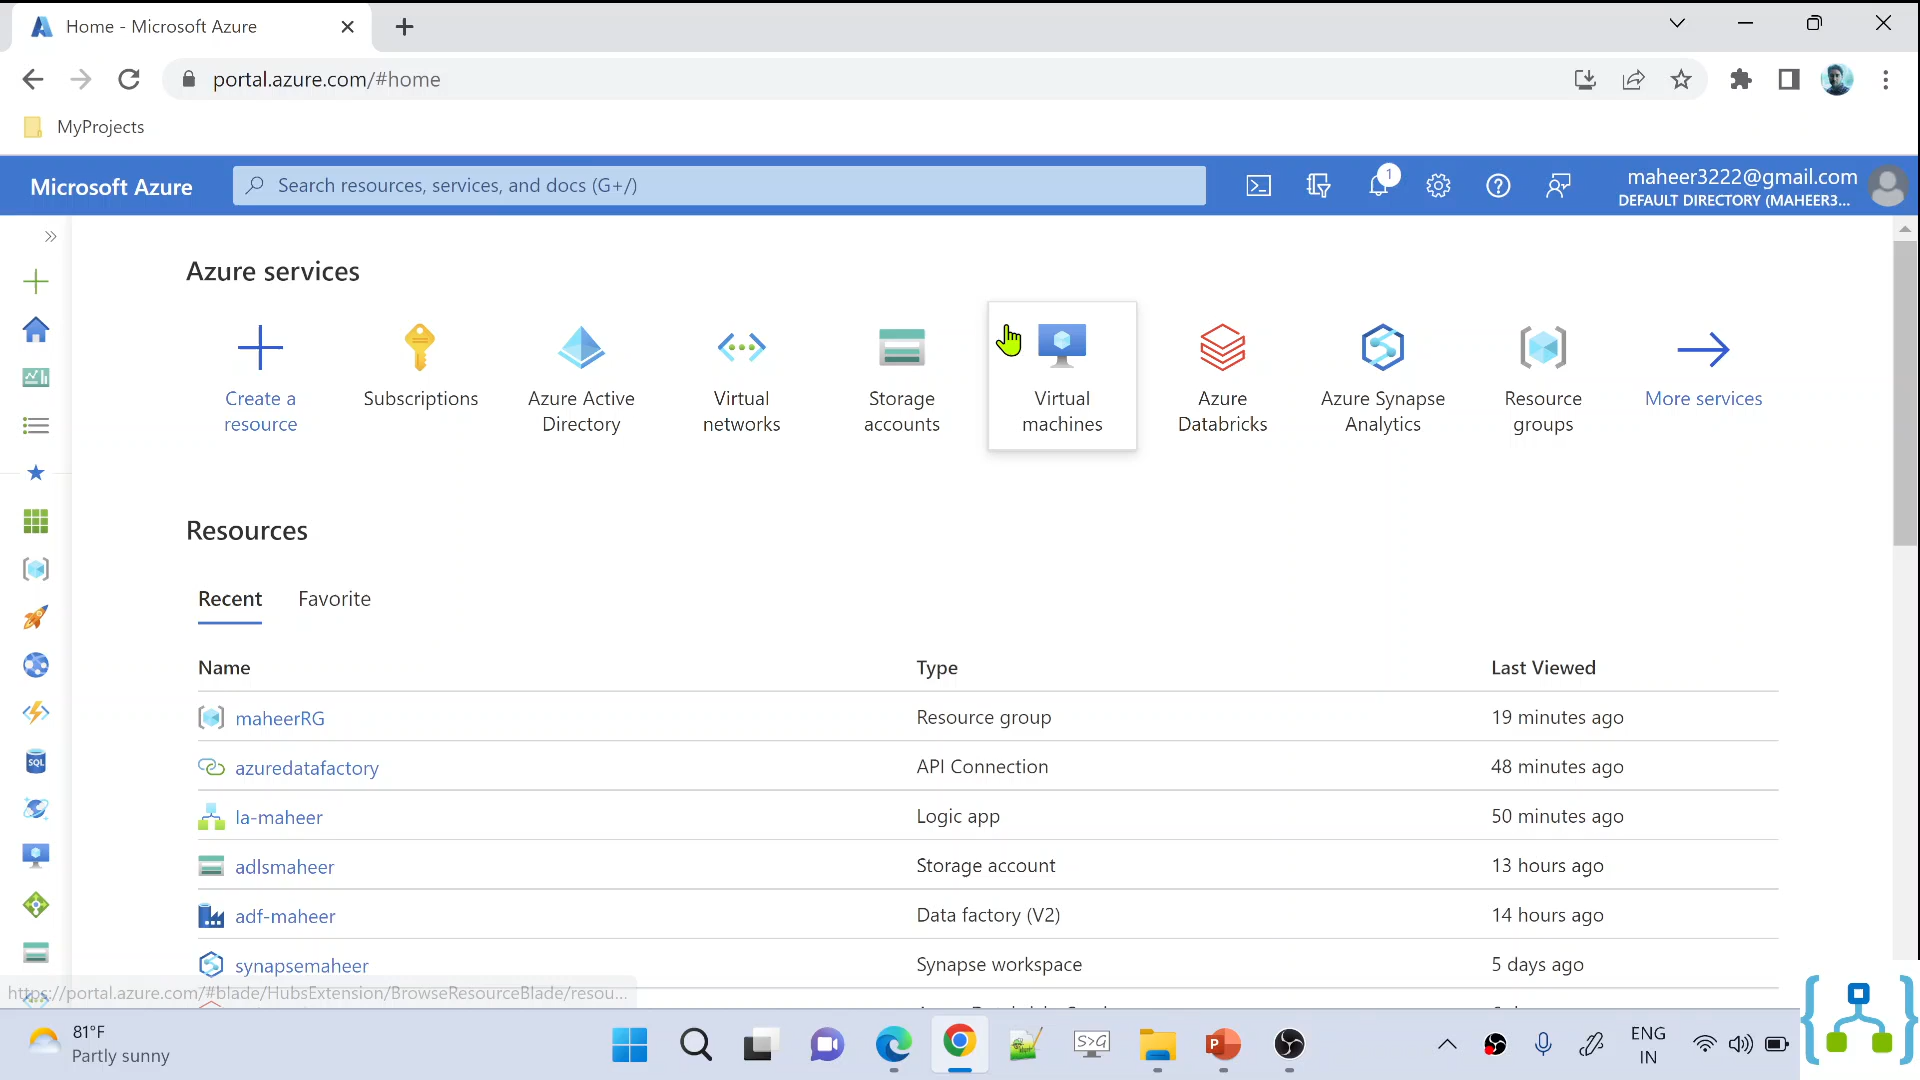 Home - Microsoft Azure
portal.azure.com/#home
MyProjects
Microsoft Azure
Search resources, services, and docs (G+/)
1
maheer3222@gmail.com
DEFAULT DIRECTORY (MAHEER3...
Azure services
Create a
resource
Subscriptions
Azure Active
Directory
Virtual
networks
Storage
accounts
Virtual
machines
Azure
Databricks
Azure Synapse
Analytics
Resource
groups
More services
Resources
Recent
Favorite
Name
Type
Last Viewed
maheerRG
Resource group
19 minutes ago
azuredatafactory
API Connection
48 minutes ago
la-maheer
Logic app
50 minutes ago
adlsmaheer
Storage account
13 hours ago
adf-maheer
Data factory (V2)
14 hours ago
synapsemaheer
Synapse workspace
5 days ago
https://portal.azure.com/#blade/HubsExtension/BrowseResourceBlade/resou...
SQL
81°F
Partly sunny
S>G
P
ENG
IN